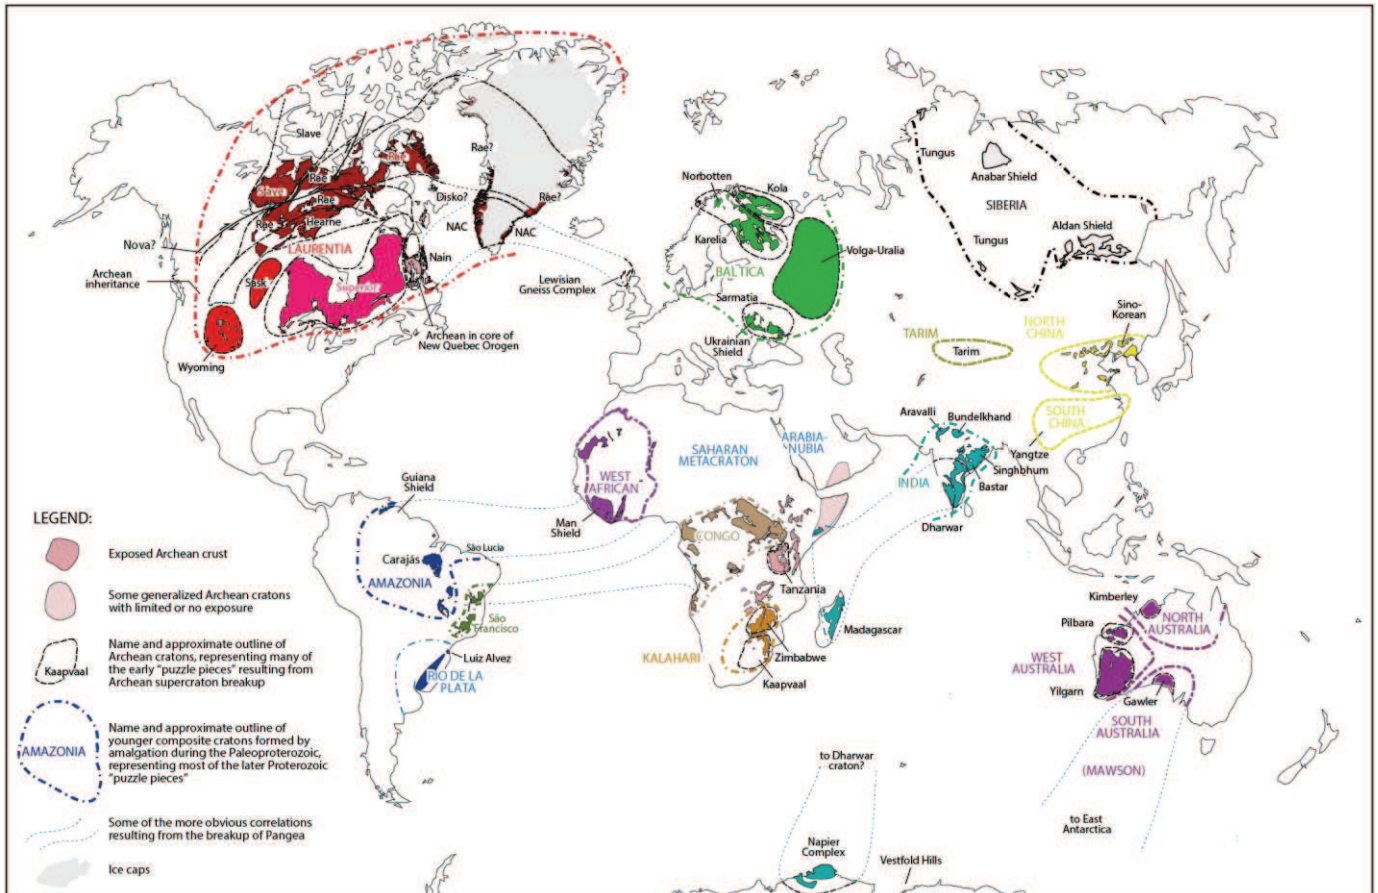 Slave
Rae
Rae
Slave
Rae
Rae
Hearne
Nova?
LAURENTIA
Archean
inheritance
Sask
Superior
Nain
Wyoming
Archean in core of
New Quebec Orogen
Rae?
Disko?
Rae?
NAC
NAC
Lewisian
Gneiss Complex
Norbotten
Kola
Karelia
Volga-Uralia
BALTICA
Sarmatia
Ukrainian
Shield
Tungus
Anabar Shield
SIBERIA
Tungus
Aldan Shield
Sino-
Korean
NORTH
CHINA
TARIM
Tarim
SOUTH
CHINA
Yangtze
Aravalli
Bundelkhand
Singhbhum
Bastar
INDIA
Dharwar
SAHARAN
METACRATON
ARABIA-
NUBIA
WEST
AFRICAN
Man
Shield
CONGO
Tanzania
Madagascar
Zimbabwe
KALAHARI
Kaapvaal
Guiana
Shield
São Lucia
Carajás
AMAZONIA
São
Francisco
Luiz Alvez
RIO DE LA
PLATA
Kimberley
Pilbara
NORTH
AUSTRALIA
WEST
AUSTRALIA
Yilgarn
Gawler
SOUTH
AUSTRALIA
(MAWSON)
to East
Antarctica
to Dharwar
craton?
Napier
Complex
Vestfold Hills
LEGEND:
Exposed Archean crust
Some generalized Archean cratons
with limited or no exposure
Kaapvaal
Name and approximate outline of
Archean cratons, representing many of
the early "puzzle pieces" resulting from
Archean supercraton breakup
AMAZONIA
Name and approximate outline of
younger composite cratons formed by
amalgation during the Paleoproterozoic,
representing most of the later Proterozoic
"puzzle pieces"
Some of the more obvious correlations
resulting from the breakup of Pangea
Ice caps